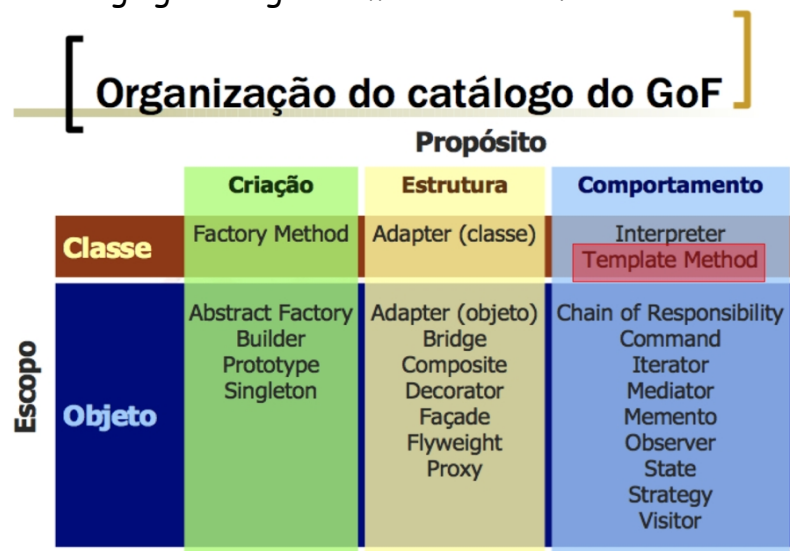 Organização do catálogo do GoF
Propósito
Criação
Estrutura
Comportamento
Escopo
Classe
Factory Method
Adapter (classe)
Interpreter
Template Method
Objeto
Abstract Factory
Builder
Prototype
Singleton
Adapter (objeto)
Bridge
Composite
Decorator
Façade
Flyweight
Proxy
Chain of Responsibility
Command
Iterator
Mediator
Memento
Observer
State
Strategy
Visitor